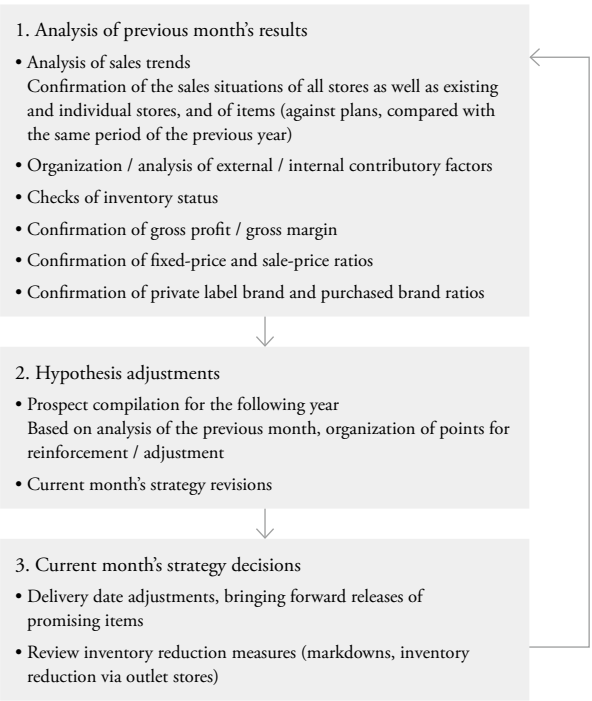 1. Analysis of previous month’s results
• Analysis of sales trends
Confirmation of the sales situations of all stores as well as existing
and individual stores, and of items (against plans, compared with
the same period of the previous year)
• Organization / analysis of external / internal contributory factors
• Checks of inventory status
• Confirmation of gross profit / gross margin
• Confirmation of fixed-price and sale-price ratios
• Confirmation of private label brand and purchased brand ratios
2. Hypothesis adjustments
• Prospect compilation for the following year
Based on analysis of the previous month, organization of points for
reinforcement / adjustment
• Current month’s strategy revisions
3. Current month’s strategy decisions
• Delivery date adjustments, bringing forward releases of
promising items
• Review inventory reduction measures (markdowns, inventory
reduction via outlet stores)